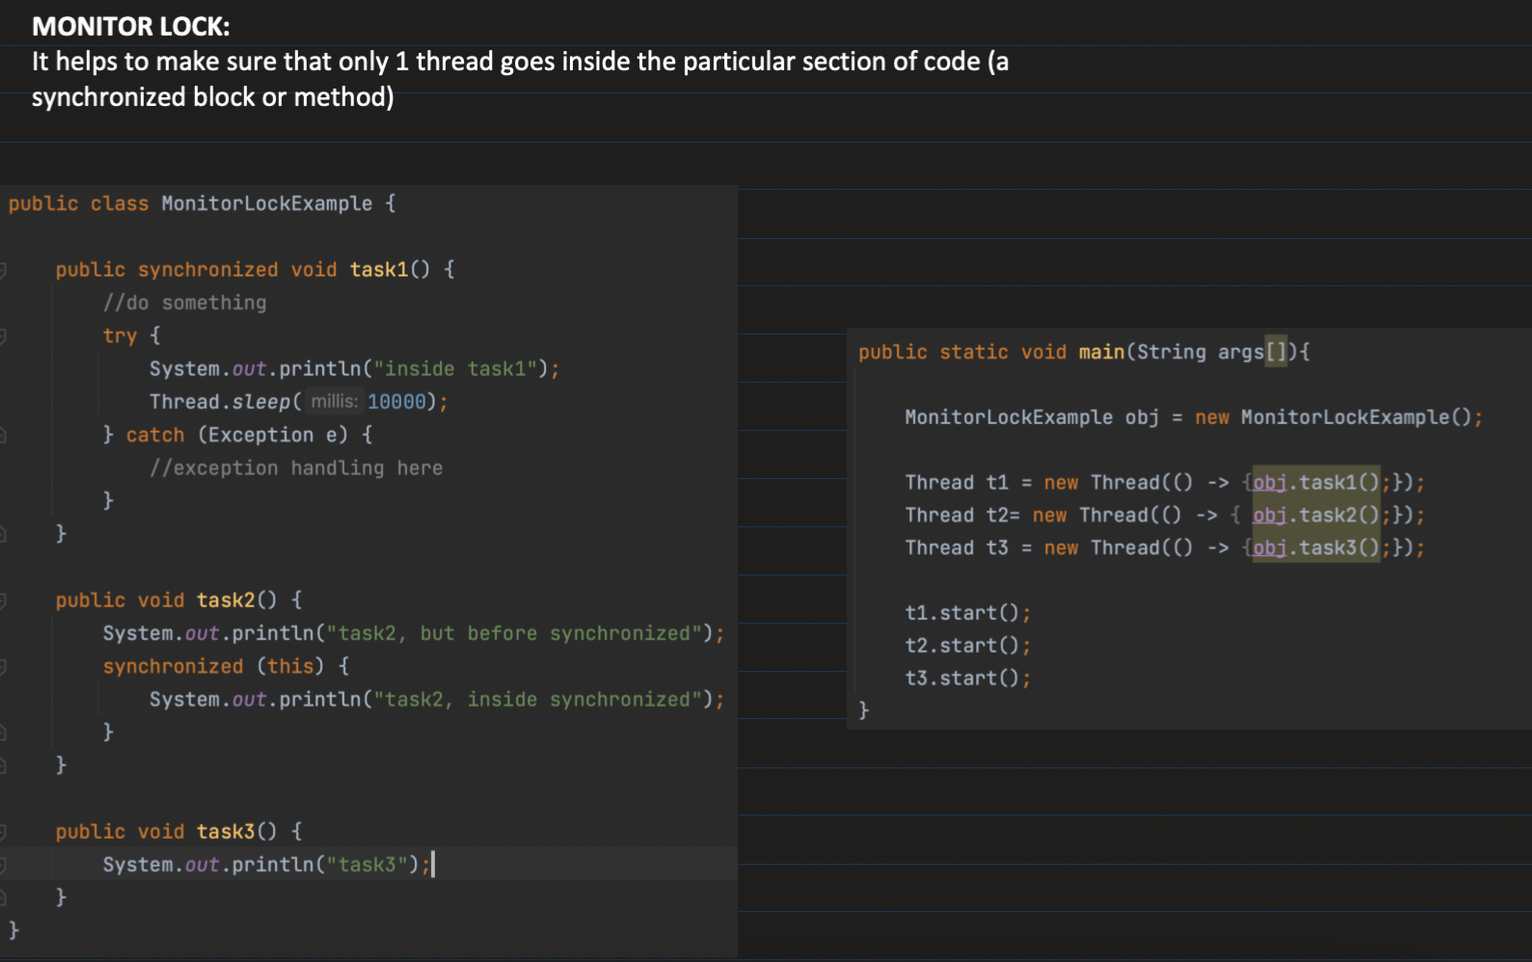 MONITOR LOCK:
It helps to make sure that only 1 thread goes inside the particular section of code (a
synchronized block or method)
public class MonitorLockExample {
public synchronized void task1() {
//do something
try {
System.out.println("inside task1");
Thread.sleep( millis: 10000);
} catch (Exception e) {
//exception handling here
}
}
public void task2() {
System.out.println("task2, but before synchronized");
synchronized (this) {
System.out.println("task2, inside synchronized");
}
}
public void task3() {
System.out.println("task3");
}
}
public static void main(String args[]){
MonitorLockExample obj = new MonitorLockExample();
Thread t1 = new Thread(() -> {obj.task1();});
Thread t2= new Thread(() -> { obj.task2();});
Thread t3 = new Thread(() -> {obj.task3();});
t1.start();
t2.start();
t3.start();
}